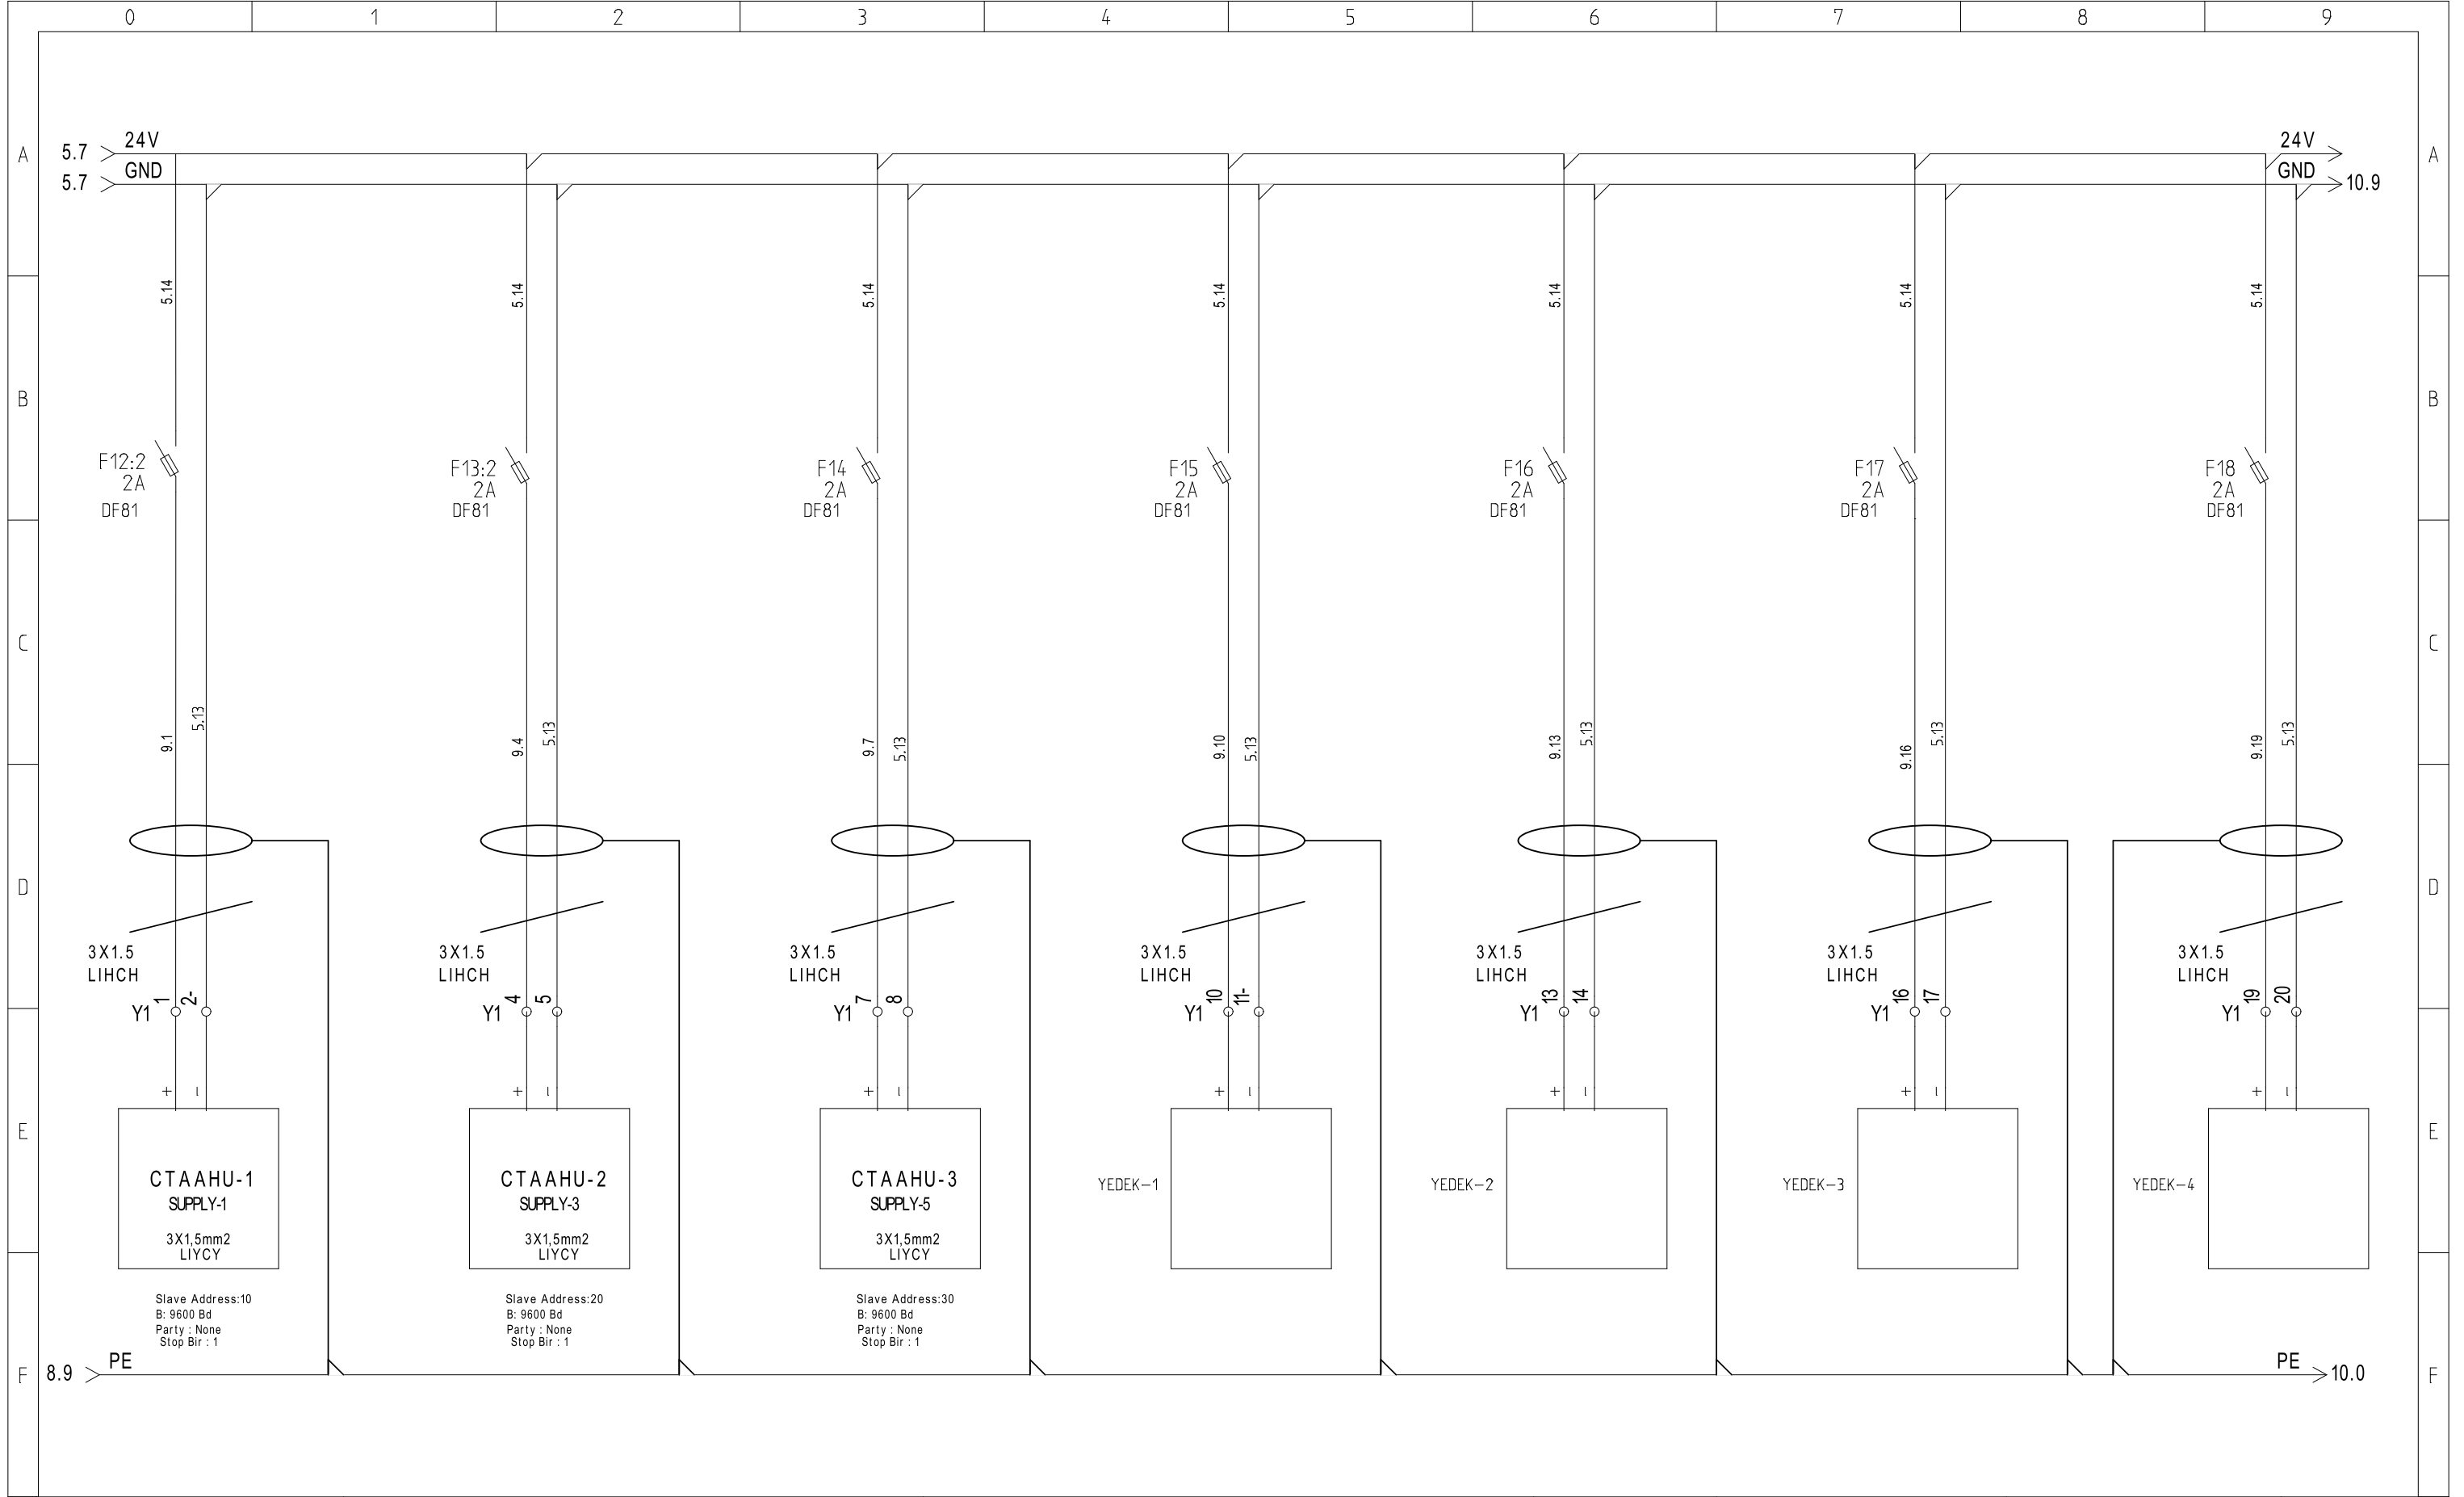 0 1 2 3 4 5 6 7 8 9
A
5.7 24V
5.7 GND
24V
GND 10.9
A
5.14 5.14 5.14 5.14 5.14 5.14 5.14
B
B
F12:2
2A
DF81
F13:2
2A
DF81
F14
2A
DF81
F15
2A
DF81
F16
2A
DF81
F17
2A
DF81
F18
2A
DF81
C
C
9.1 5.13
9.4 5.13
9.7 5.13
9.10 5.13
9.13 5.13
9.16 5.13
9.19 5.13
D
D
3X1.5
LIHCH
3X1.5
LIHCH
3X1.5
LIHCH
3X1.5
LIHCH
3X1.5
LIHCH
3X1.5
LIHCH
3X1.5
LIHCH
Y1 1 2-
Y1 4 5
Y1 7 8
Y1 10 11-
Y1 13 14
Y1 16 17
Y1 19 20
+ -
+ -
+ -
+ -
+ -
+ -
+ -
E
E
CTAAHU-1
SUPPLY-1
3X1,5mm2
LIYCY
CTAAHU-2
SUPPLY-3
3X1,5mm2
LIYCY
CTAAHU-3
SUPPLY-5
3X1,5mm2
LIYCY
YEDEK-1
YEDEK-2
YEDEK-3
YEDEK-4
Slave Address:10
B: 9600 Bd
Party : None
Stop Bir : 1
Slave Address:20
B: 9600 Bd
Party : None
Stop Bir : 1
Slave Address:30
B: 9600 Bd
Party : None
Stop Bir : 1
F
8.9 PE
PE 10.0
F